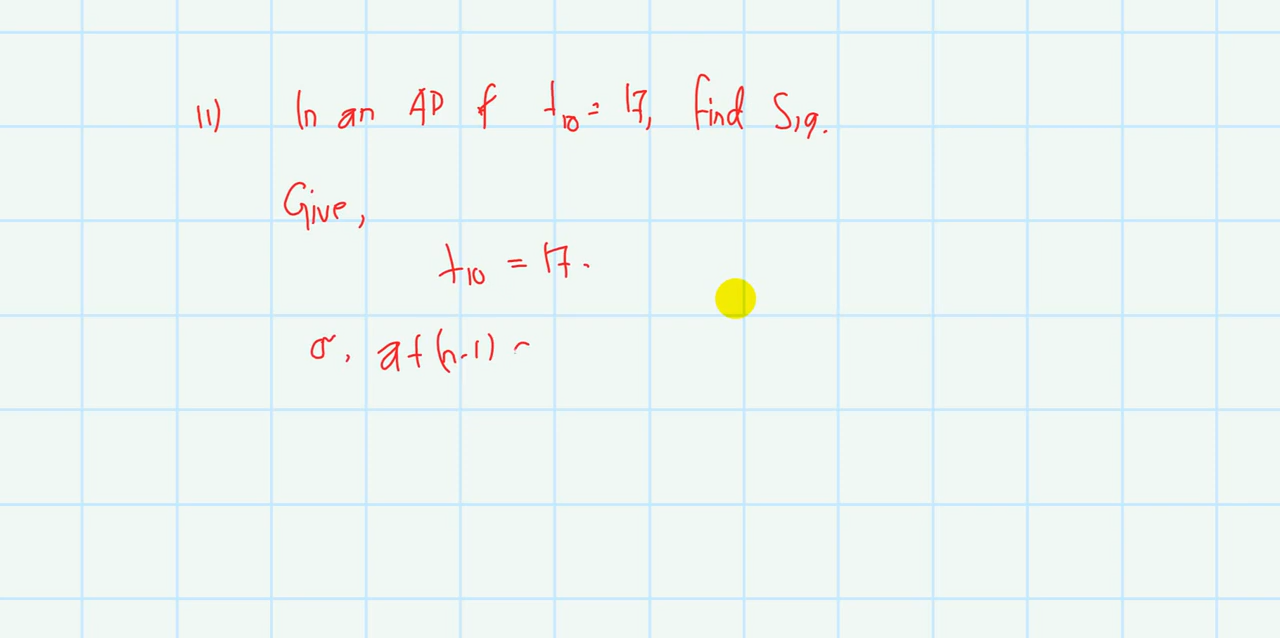 11) In an AP if t10 = 17, Find S19.
Give,
t10 = 17.
or, a+(n-1)